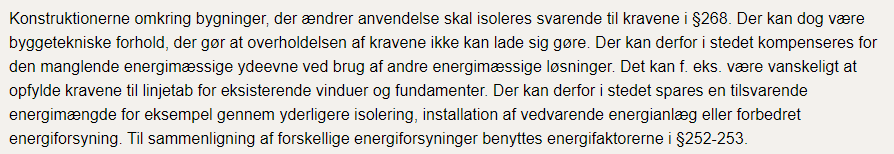 Konstruktionerne omkring bygninger, der ændrer anvendelse skal isoleres svarende til kravene i §268. Der kan dog være
byggetekniske forhold, der gør at overholdelsen af kravene ikke kan lade sig gøre. Der kan derfor i stedet kompenseres for
den manglende energimæssige ydeevne ved brug af andre energimæssige løsninger. Det kan f. eks. være vanskeligt at
opfylde kravene til linjetab for eksisterende vinduer og fundamenter. Der kan derfor i stedet spares en tilsvarende
energimængde for eksempel gennem yderligere isolering, installation af vedvarende energianlæg eller forbedret
energiforsyning. Til sammenligning af forskellige energiforsyninger benyttes energifaktorerne i §252-253.